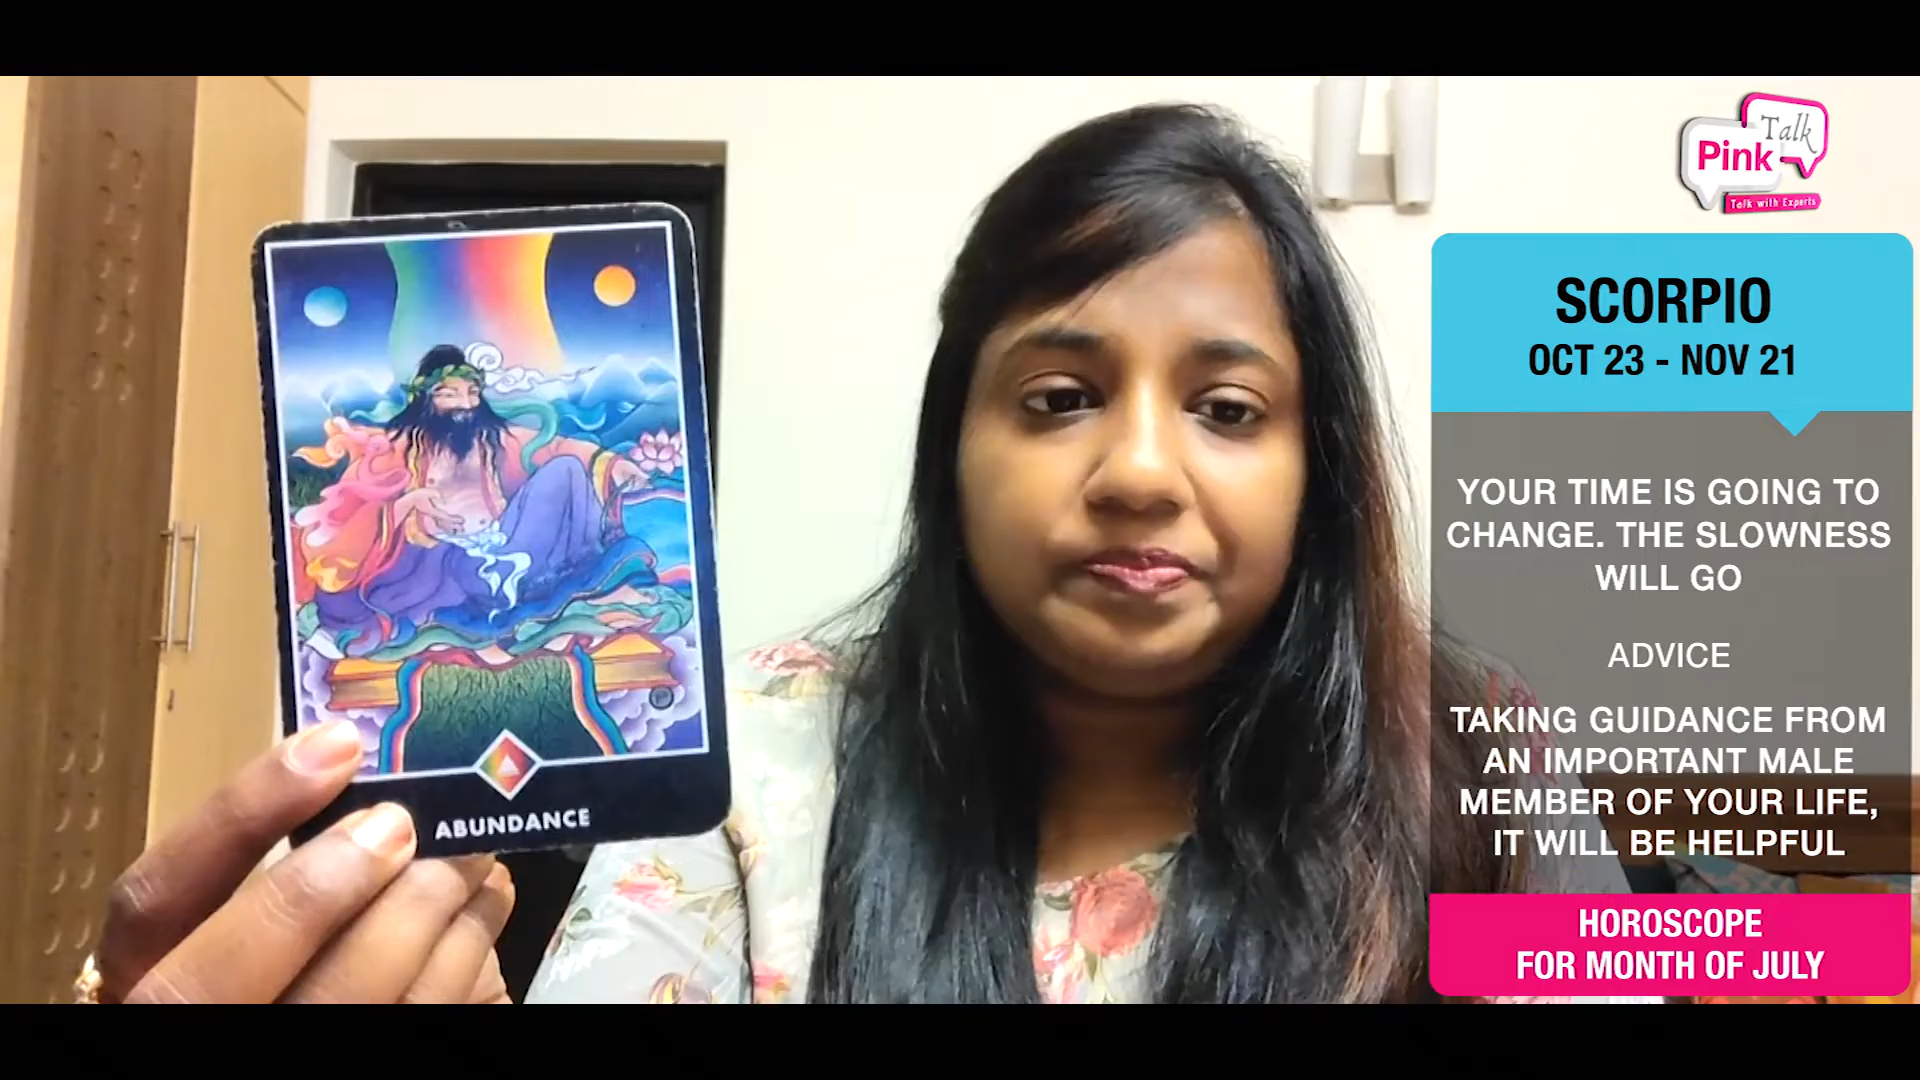 Talk
Pink
Talk with Experts
SCORPIO
OCT 23 - NOV 21
YOUR TIME IS GOING TO
CHANGE. THE SLOWNESS
WILL GO
ADVICE
TAKING GUIDANCE FROM
AN IMPORTANT MALE
MEMBER OF YOUR LIFE,
IT WILL BE HELPFUL
HOROSCOPE
FOR MONTH OF JULY
ABUNDANCE